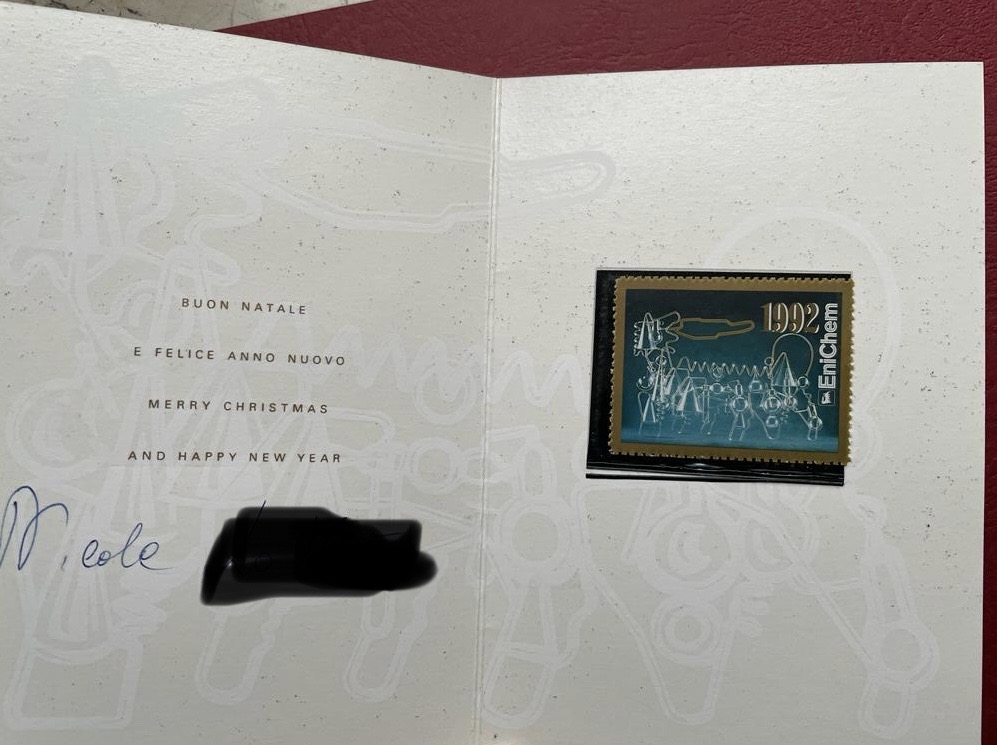 BUON NATALE
E FELICE ANNO NUOVO
MERRY CHRISTMAS
AND HAPPY NEW YEAR
Nicole
1992
EniChem